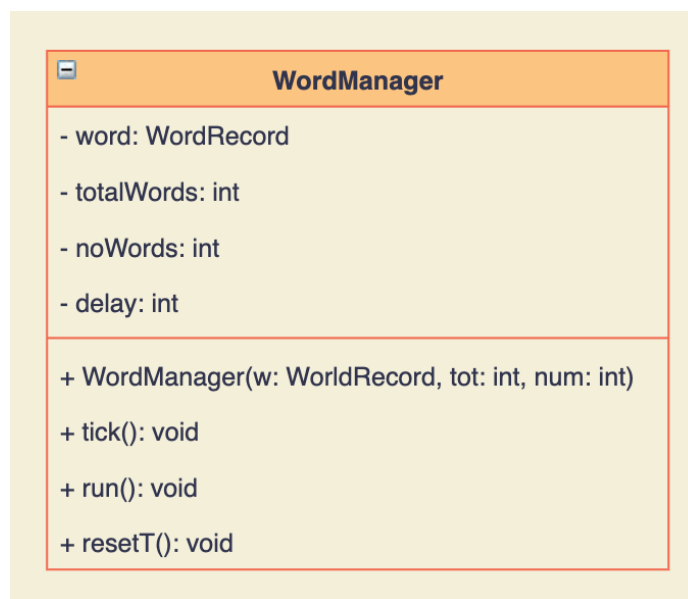 WordManager
- word: WordRecord
- totalWords: int
- noWords: int
- delay: int
+ WordManager(w: WorldRecord, tot: int, num: int)
+ tick(): void
+ run(): void
+ resetT(): void